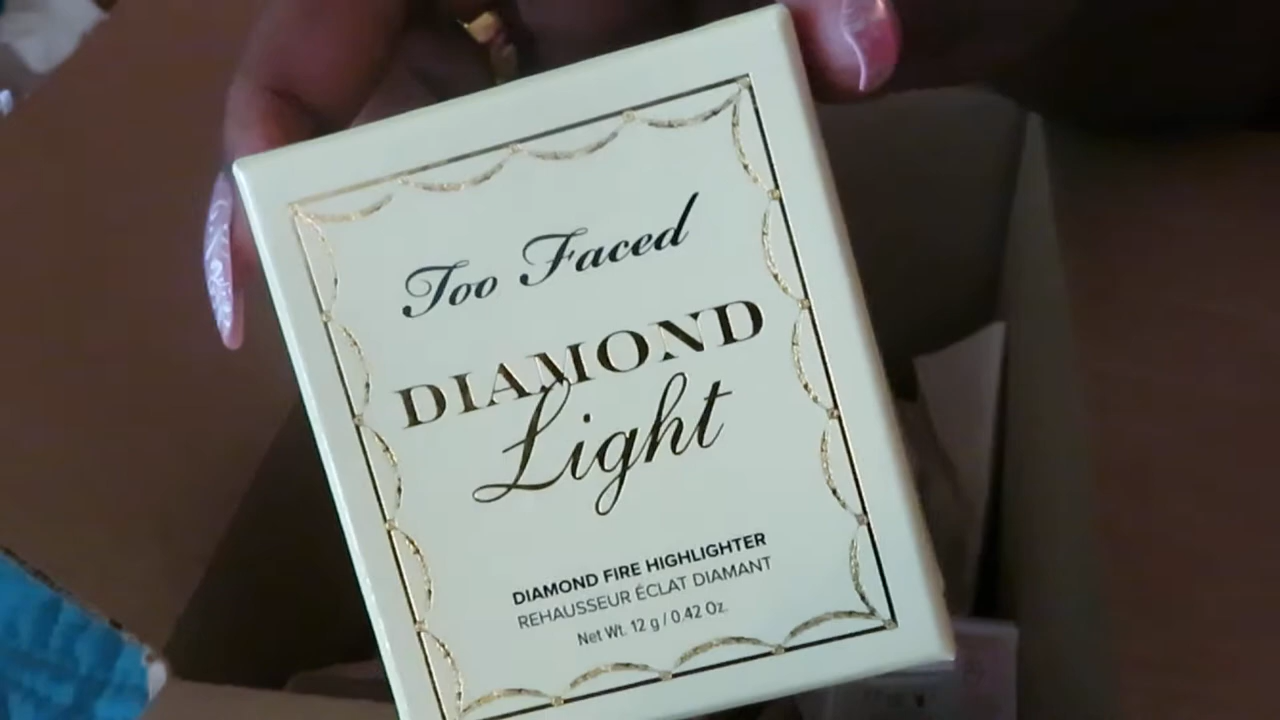 Too Faced
DIAMOND
Light
DIAMOND FIRE HIGHLIGHTER
REHAUSSEUR ÉCLAT DIAMANT
Net Wt. 12 g / 0.42 Oz.